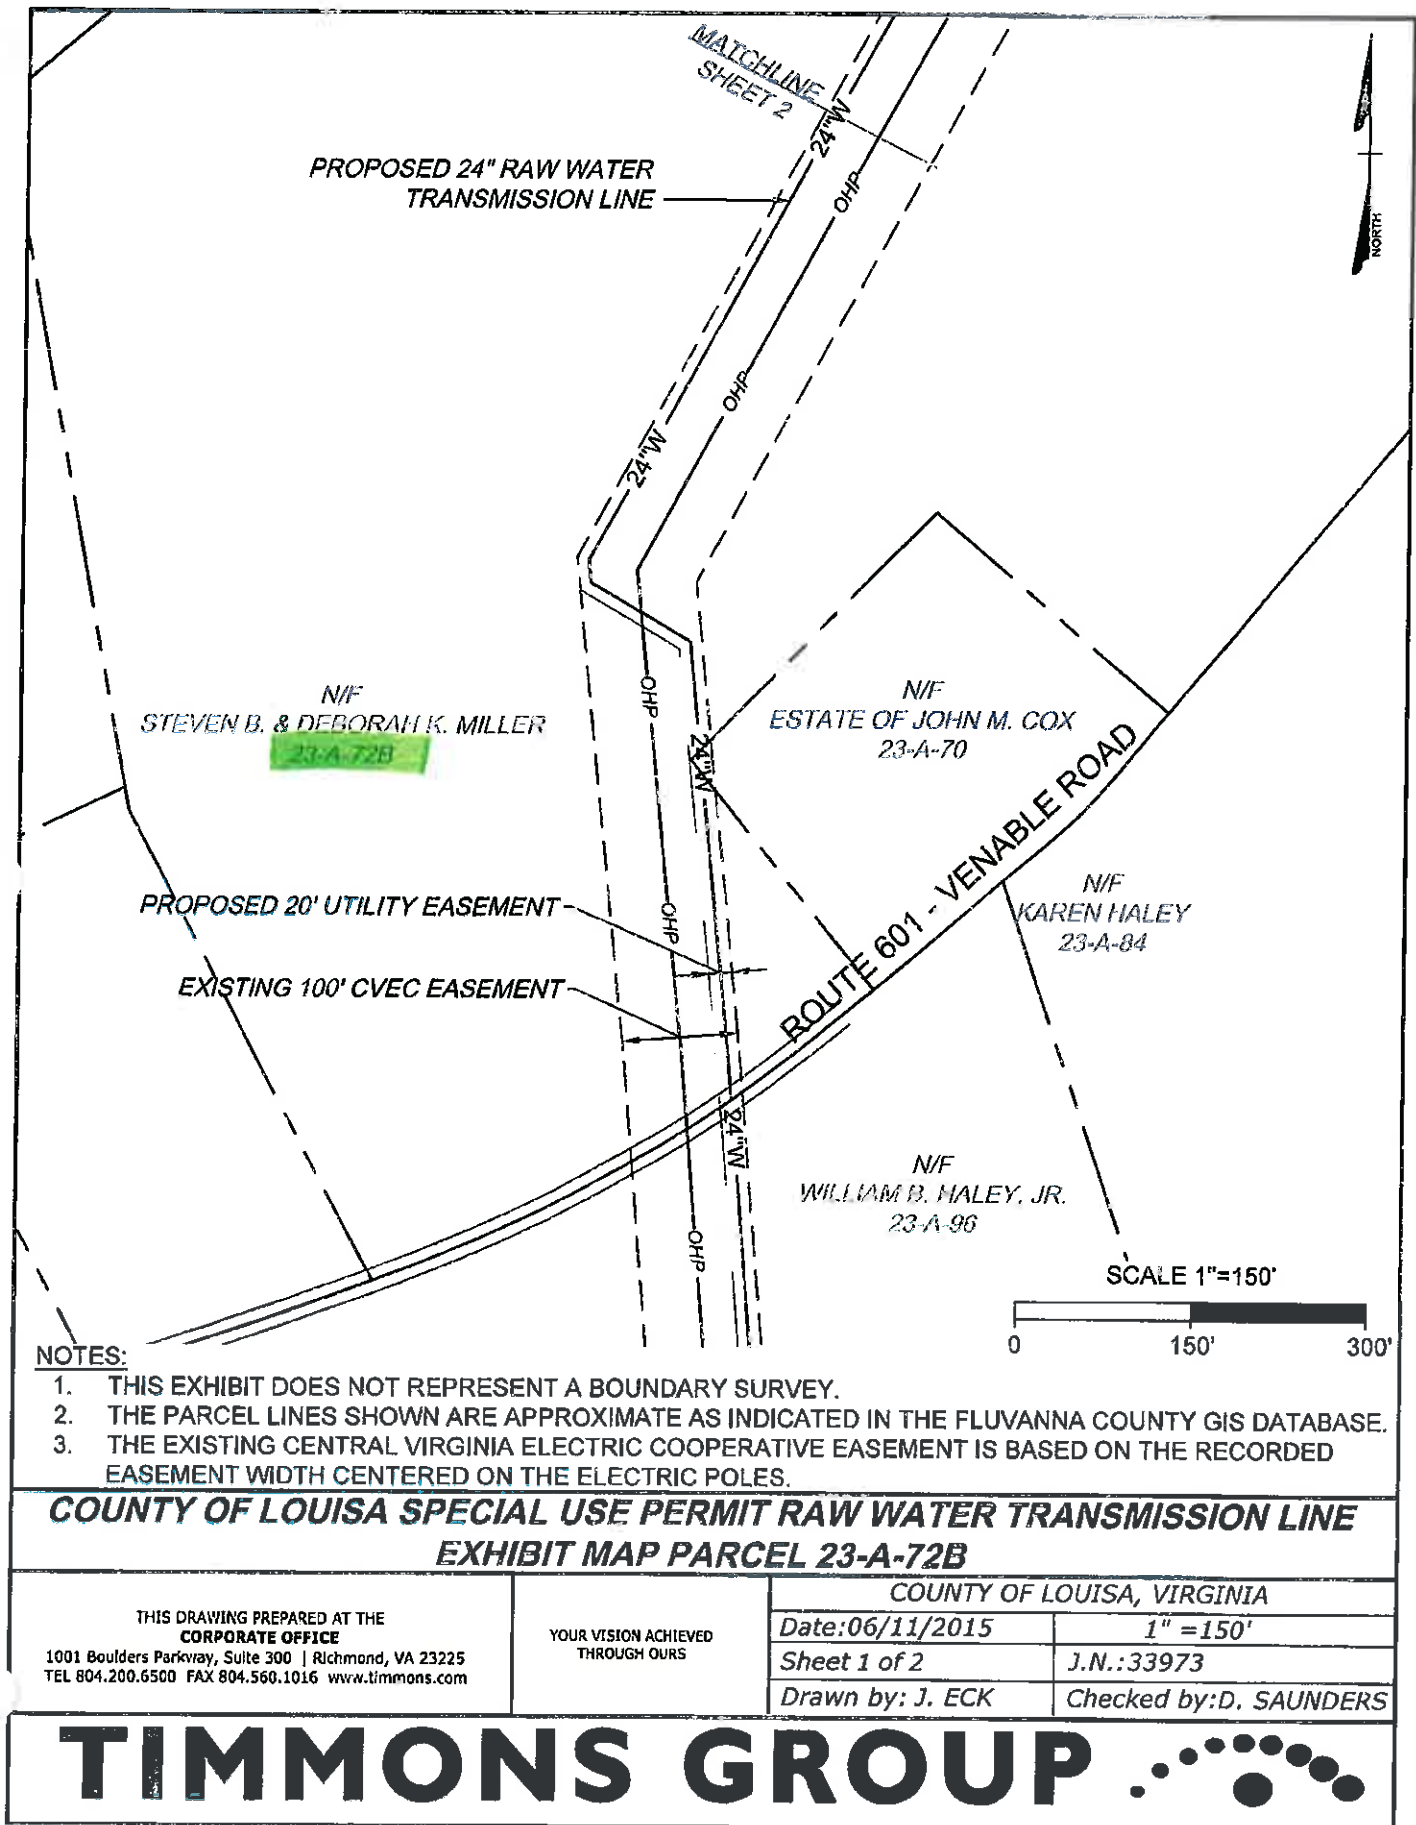 MATCHLINE
SHEET 2
PROPOSED 24" RAW WATER
TRANSMISSION LINE
24"W
OHP
NORTH
OHP
24"W
N/F
STEVEN B. & DEBORAH K. MILLER
23-A-72B
OHP
24"W
N/F
ESTATE OF JOHN M. COX
23-A-70
ROUTE 601 - VENABLE ROAD
N/F
KAREN HALEY
23-A-84
PROPOSED 20' UTILITY EASEMENT
OHP
EXISTING 100' CVEC EASEMENT
24"W
N/F
WILLIAM B. HALEY, JR.
23-A-96
OHP
SCALE 1"=150'
0 150' 300'
NOTES:
1. THIS EXHIBIT DOES NOT REPRESENT A BOUNDARY SURVEY.
2. THE PARCEL LINES SHOWN ARE APPROXIMATE AS INDICATED IN THE FLUVANNA COUNTY GIS DATABASE.
3. THE EXISTING CENTRAL VIRGINIA ELECTRIC COOPERATIVE EASEMENT IS BASED ON THE RECORDED
EASEMENT WIDTH CENTERED ON THE ELECTRIC POLES.
COUNTY OF LOUISA SPECIAL USE PERMIT RAW WATER TRANSMISSION LINE
EXHIBIT MAP PARCEL 23-A-72B
THIS DRAWING PREPARED AT THE
CORPORATE OFFICE
1001 Boulders Parkway, Suite 300 | Richmond, VA 23225
TEL 804.200.6500 FAX 804.560.1016 www.timmons.com
YOUR VISION ACHIEVED
THROUGH OURS
COUNTY OF LOUISA, VIRGINIA
Date:06/11/2015 1" =150'
Sheet 1 of 2 J.N.:33973
Drawn by: J. ECK Checked by:D. SAUNDERS
TIMMONS GROUP